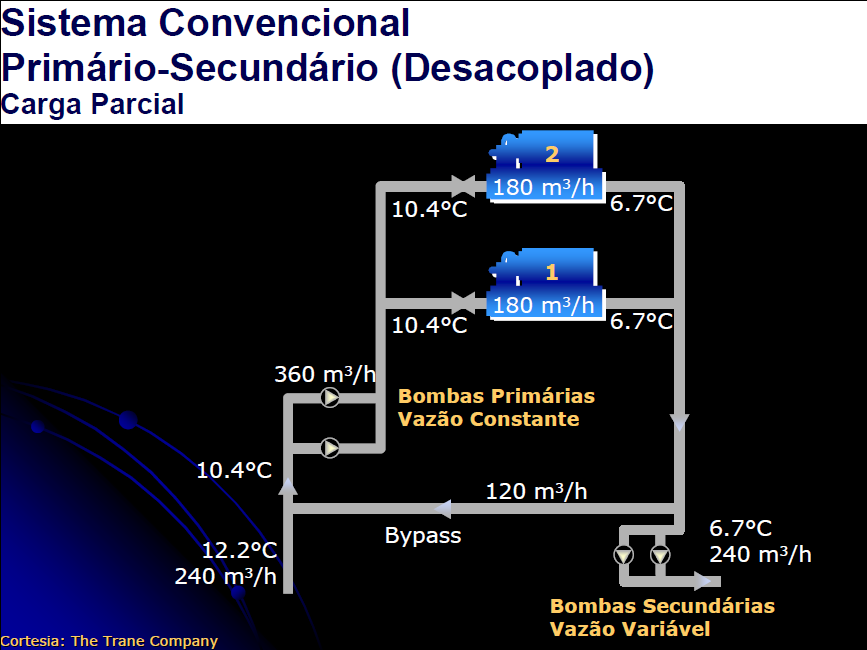 Sistema Convencional
Primário-Secundário (Desacoplado)
Carga Parcial
2
180 m³/h
10.4°C
6.7°C
1
180 m³/h
10.4°C
6.7°C
360 m³/h
Bombas Primárias
Vazão Constante
10.4°C
120 m³/h
Bypass
12.2°C
240 m³/h
6.7°C
240 m³/h
Bombas Secundárias
Vazão Variável
Cortesia: The Trane Company